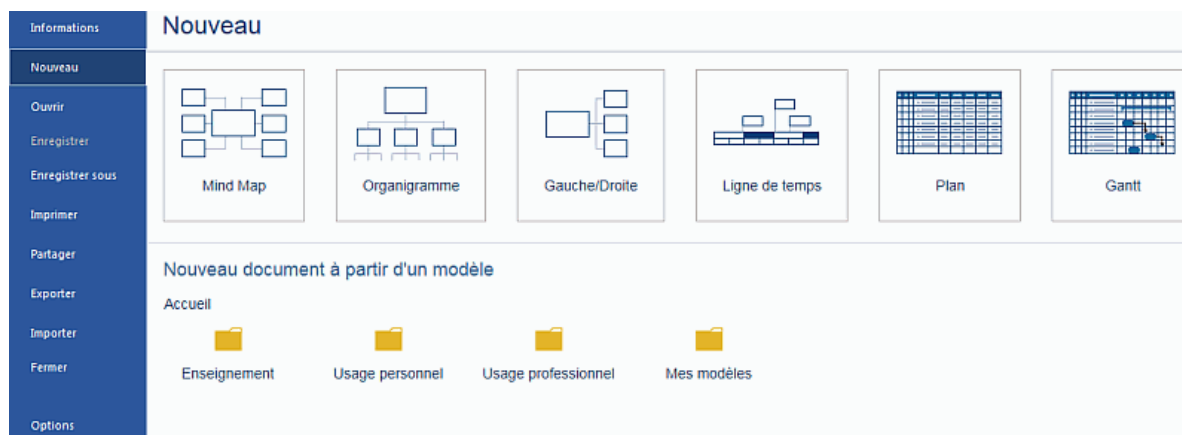 Informations
Nouveau
Ouvrir
Enregistrer
Enregistrer sous
Imprimer
Partager
Exporter
Importer
Fermer
Options
Nouveau
Mind Map
Organigramme
Gauche/Droite
Ligne de temps
Plan
Gantt
Nouveau document à partir d'un modèle
Accueil
Enseignement
Usage personnel
Usage professionnel
Mes modèles